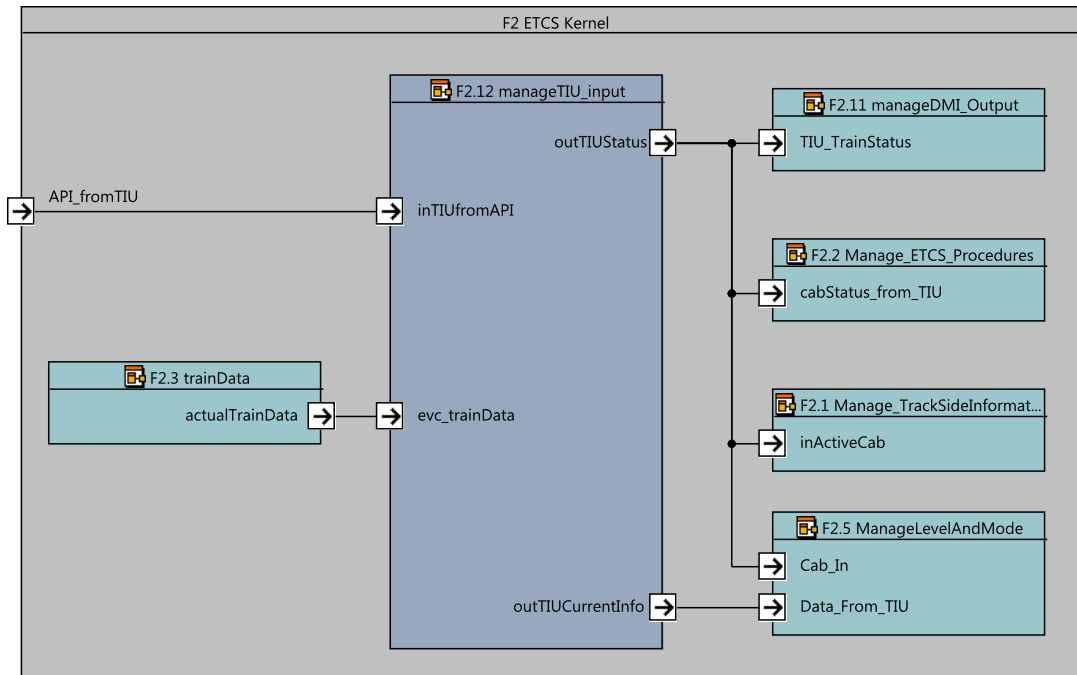 F2 ETCS Kernel
F2.12 manageTIU_input
outTIUStatus
inTIUfromAPI
evc_trainData
outTIUCurrentInfo
API_fromTIU
F2.3 trainData
actualTrainData
F2.11 manageDMI_Output
TIU_TrainStatus
F2.2 Manage_ETCS_Procedures
cabStatus_from_TIU
F2.1 Manage_TrackSideInformat...
inActiveCab
F2.5 ManageLevelAndMode
Cab_In
Data_From_TIU